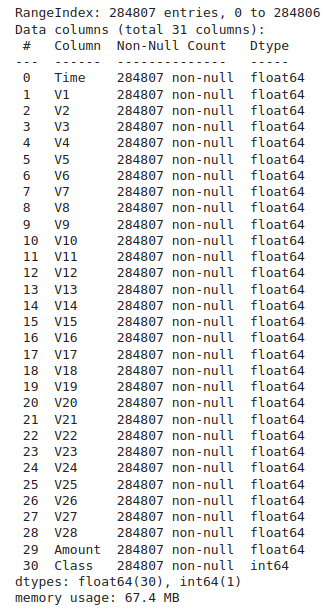 RangeIndex: 284807 entries, 0 to 284806
Data columns (total 31 columns):
 #   Column  Non-Null Count   Dtype
---  ------  --------------   -----
 0   Time    284807 non-null  float64
 1   V1      284807 non-null  float64
 2   V2      284807 non-null  float64
 3   V3      284807 non-null  float64
 4   V4      284807 non-null  float64
 5   V5      284807 non-null  float64
 6   V6      284807 non-null  float64
 7   V7      284807 non-null  float64
 8   V8      284807 non-null  float64
 9   V9      284807 non-null  float64
 10  V10     284807 non-null  float64
 11  V11     284807 non-null  float64
 12  V12     284807 non-null  float64
 13  V13     284807 non-null  float64
 14  V14     284807 non-null  float64
 15  V15     284807 non-null  float64
 16  V16     284807 non-null  float64
 17  V17     284807 non-null  float64
 18  V18     284807 non-null  float64
 19  V19     284807 non-null  float64
 20  V20     284807 non-null  float64
 21  V21     284807 non-null  float64
 22  V22     284807 non-null  float64
 23  V23     284807 non-null  float64
 24  V24     284807 non-null  float64
 25  V25     284807 non-null  float64
 26  V26     284807 non-null  float64
 27  V27     284807 non-null  float64
 28  V28     284807 non-null  float64
 29  Amount  284807 non-null  float64
 30  Class   284807 non-null  int64
dtypes: float64(30), int64(1)
memory usage: 67.4 MB